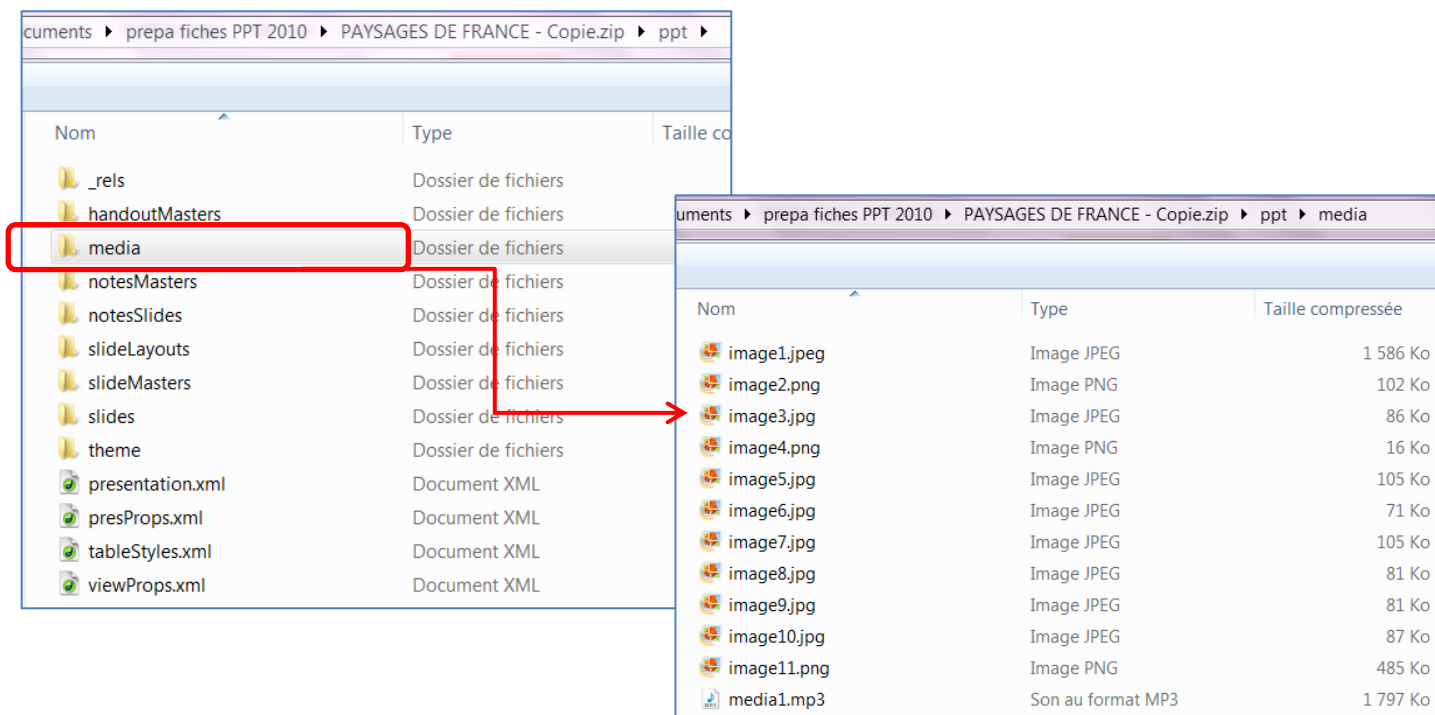 cuments ▸ prepa fiches PPT 2010 ▸ PAYSAGES DE FRANCE - Copie.zip ▸ ppt ▸
Nom Type Taille co
_rels Dossier de fichiers
handoutMasters Dossier de fichiers
media Dossier de fichiers
notesMasters Dossier de fichiers
notesSlides Dossier de fichiers
slideLayouts Dossier de fichiers
slideMasters Dossier de fichiers
slides Dossier de fichiers
theme Dossier de fichiers
presentation.xml Document XML
presProps.xml Document XML
tableStyles.xml Document XML
viewProps.xml Document XML
uments ▸ prepa fiches PPT 2010 ▸ PAYSAGES DE FRANCE - Copie.zip ▸ ppt ▸ media
Nom Type Taille compressée
image1.jpeg Image JPEG 1 586 Ko
image2.png Image PNG 102 Ko
image3.jpg Image JPEG 86 Ko
image4.png Image PNG 16 Ko
image5.jpg Image JPEG 105 Ko
image6.jpg Image JPEG 71 Ko
image7.jpg Image JPEG 105 Ko
image8.jpg Image JPEG 81 Ko
image9.jpg Image JPEG 81 Ko
image10.jpg Image JPEG 87 Ko
image11.png Image PNG 485 Ko
media1.mp3 Son au format MP3 1 797 Ko